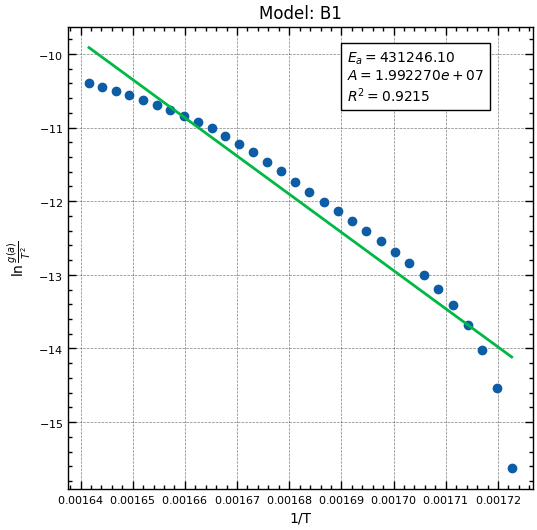 Model: B1
E_a = 431246.10
A = 1.992270e + 07
R² = 0.9215
−10
−11
−12
−13
−14
−15
ln g(a)/T²
0.00164 0.00165 0.00166 0.00167 0.00168 0.00169 0.00170 0.00171 0.00172
1/T